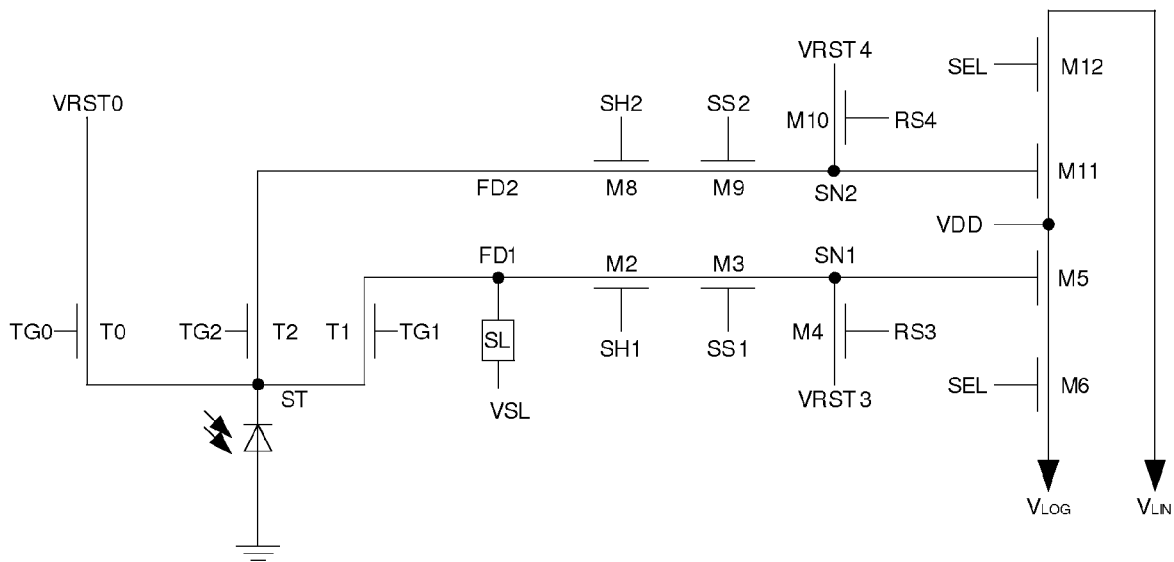 VRST4
SEL
M12
VRST0
SH2
SS2
M10
RS4
FD2
M8
M9
SN2
M11
VDD
FD1
M2
M3
SN1
M5
TG0
T0
TG2
T2
T1
TG1
SL
SH1
SS1
M4
RS3
ST
VSL
VRST3
SEL
M6
VLOG
VLIN